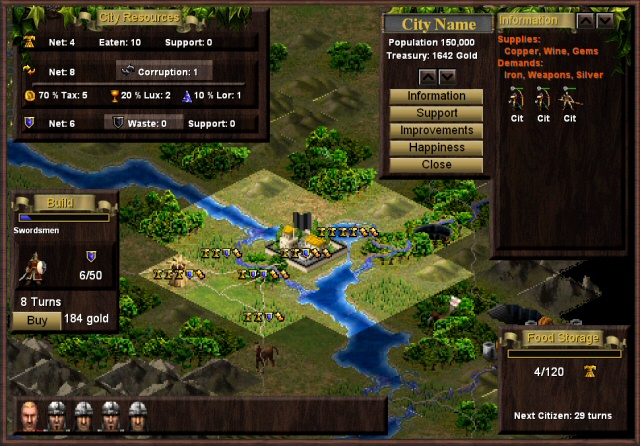 City Resources
Net: 4 Eaten: 10 Support: 0
Net: 8 Corruption: 1
70 % Tax: 5 20 % Lux: 2 10 % Lor: 1
Net: 6 Waste: 0 Support: 0
City Name
Population 150,000
Treasury: 1642 Gold
Information
Support
Improvements
Happiness
Close
Information
Supplies:
Copper, Wine, Gems
Demands:
Iron, Weapons, Silver
Cit Cit Cit
Build
Swordsmen
6/50
8 Turns
Buy 184 gold
Food Storage
4/120
Next Citizen: 29 turns